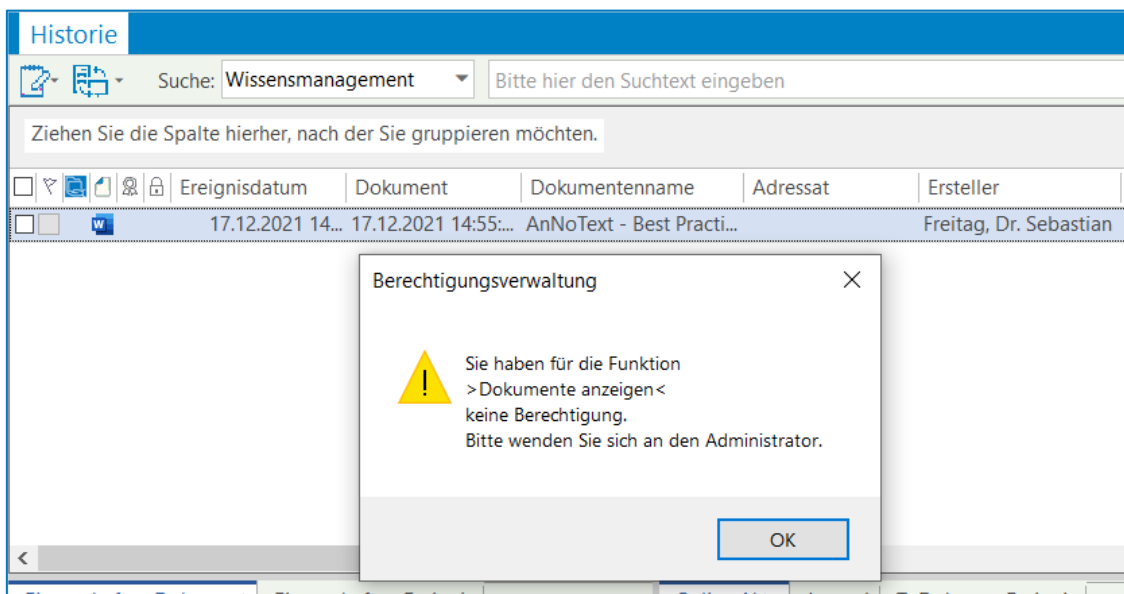 Historie
Suche: Wissensmanagement Bitte hier den Suchtext eingeben
Ziehen Sie die Spalte hierher, nach der Sie gruppieren möchten.
Ereignisdatum Dokument Dokumentenname Adressat Ersteller
W 17.12.2021 14... 17.12.2021 14:55:... AnNoText - Best Practi... Freitag, Dr. Sebastian
Berechtigungsverwaltung
Sie haben für die Funktion
>Dokumente anzeigen<
keine Berechtigung.
Bitte wenden Sie sich an den Administrator.
OK